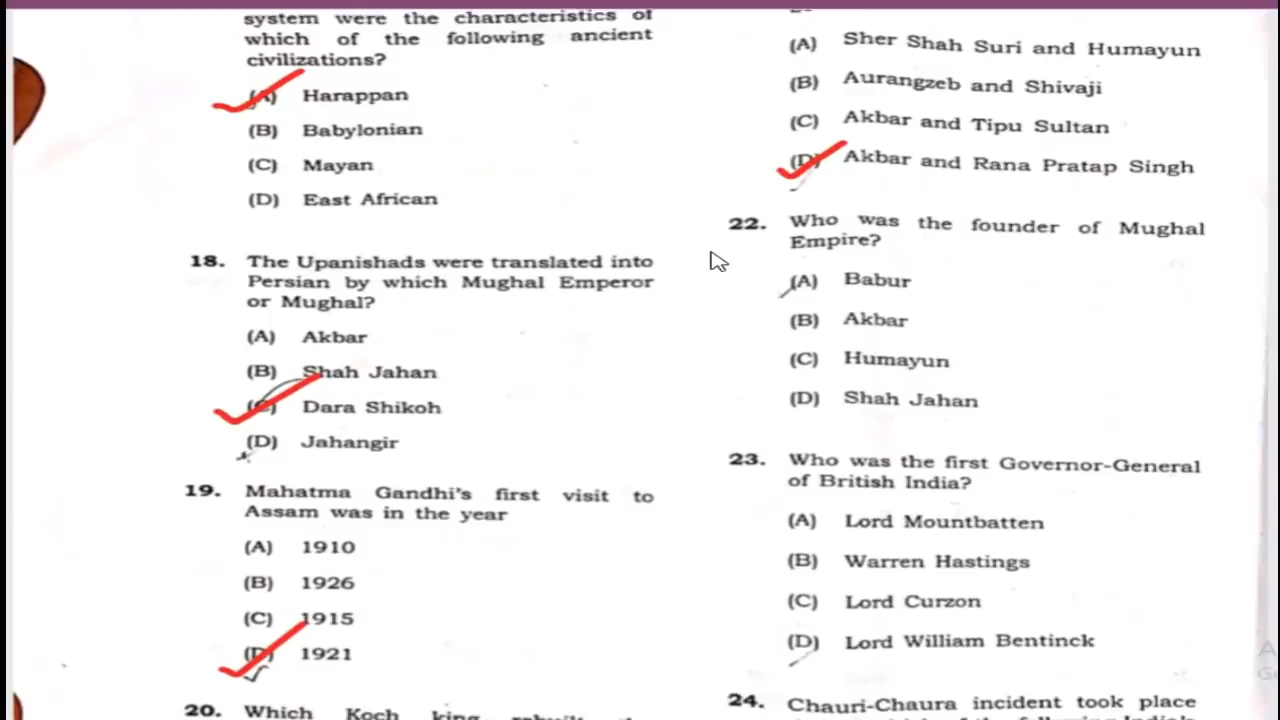 system were the characteristics of
which of the following ancient
civilizations?
(A) Harappan
(B) Babylonian
(C) Mayan
(D) East African
18. The Upanishads were translated into
Persian by which Mughal Emperor
or Mughal?
(A) Akbar
(B) Shah Jahan
(C) Dara Shikoh
(D) Jahangir
19. Mahatma Gandhi's first visit to
Assam was in the year
(A) 1910
(B) 1926
(C) 1915
(D) 1921
20. Which Koch king rebuilt the
(A) Sher Shah Suri and Humayun
(B) Aurangzeb and Shivaji
(C) Akbar and Tipu Sultan
(D) Akbar and Rana Pratap Singh
22. Who was the founder of Mughal
Empire?
(A) Babur
(B) Akbar
(C) Humayun
(D) Shah Jahan
23. Who was the first Governor-General
of British India?
(A) Lord Mountbatten
(B) Warren Hastings
(C) Lord Curzon
(D) Lord William Bentinck
24. Chauri-Chaura incident took place